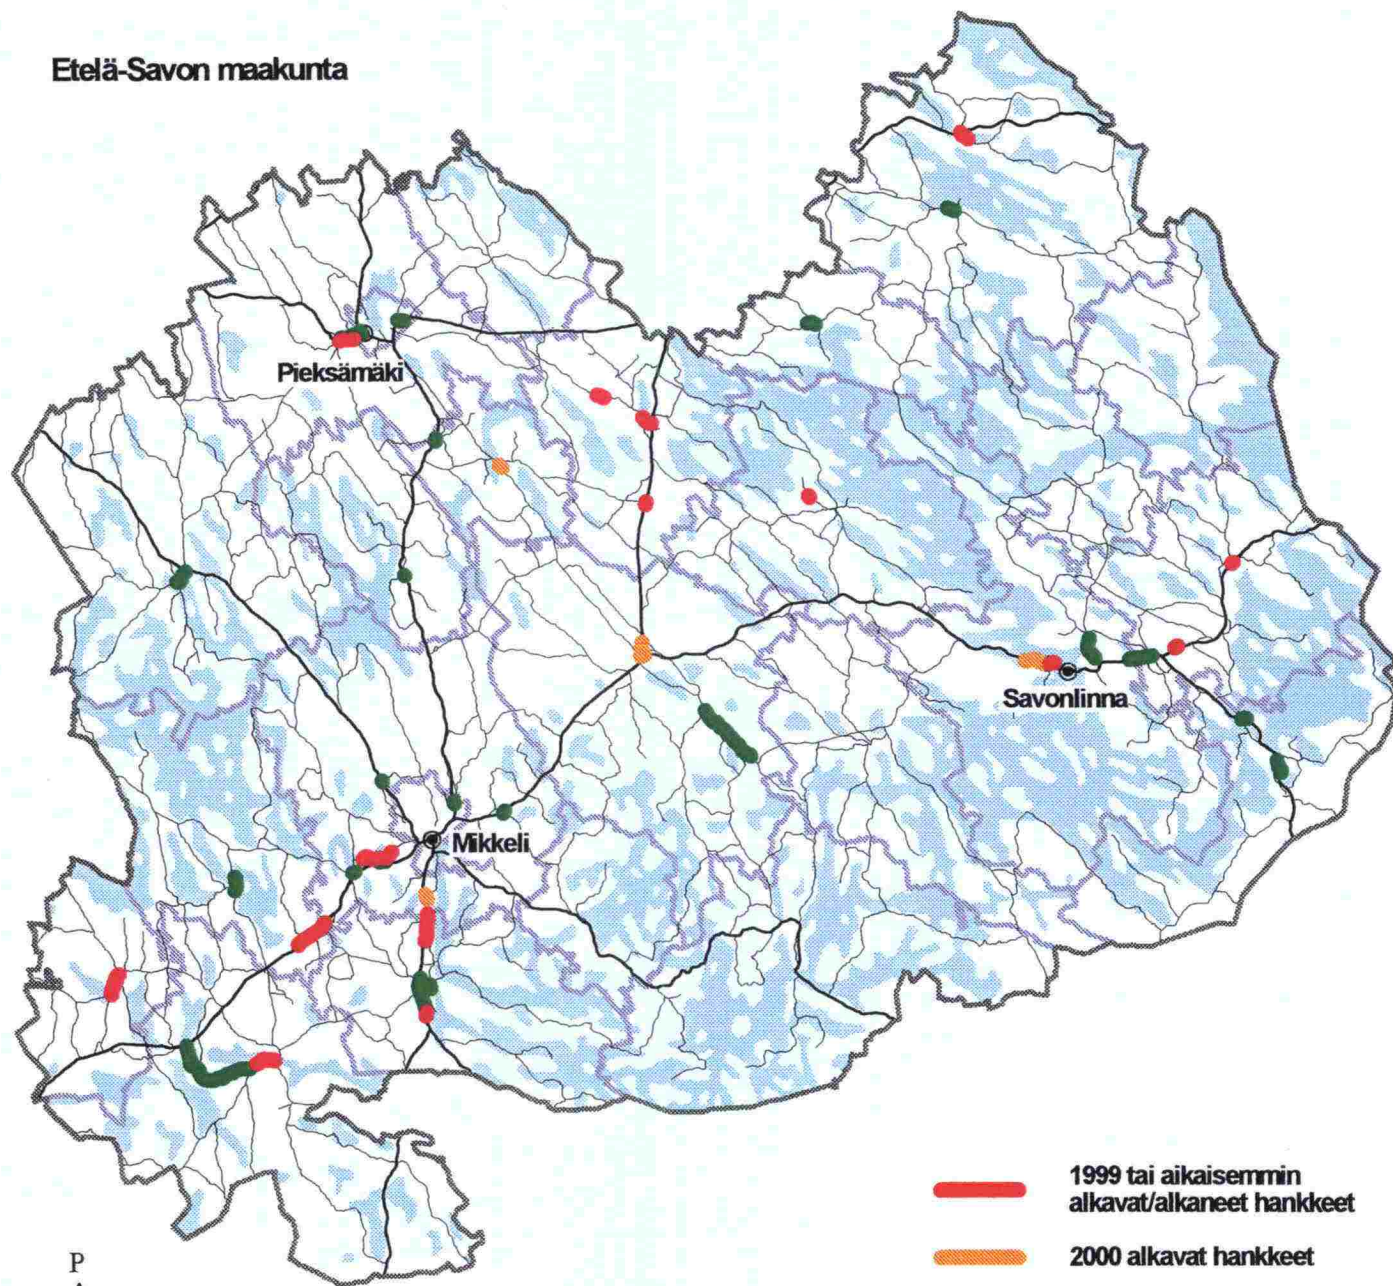 Etelä-Savon maakunta
Pieksämäki
Savonlinna
Mikkeli
1999 tai aikaisemmin
alkavat/alkaneet hankkeet
2000 alkavat hankkeet
P